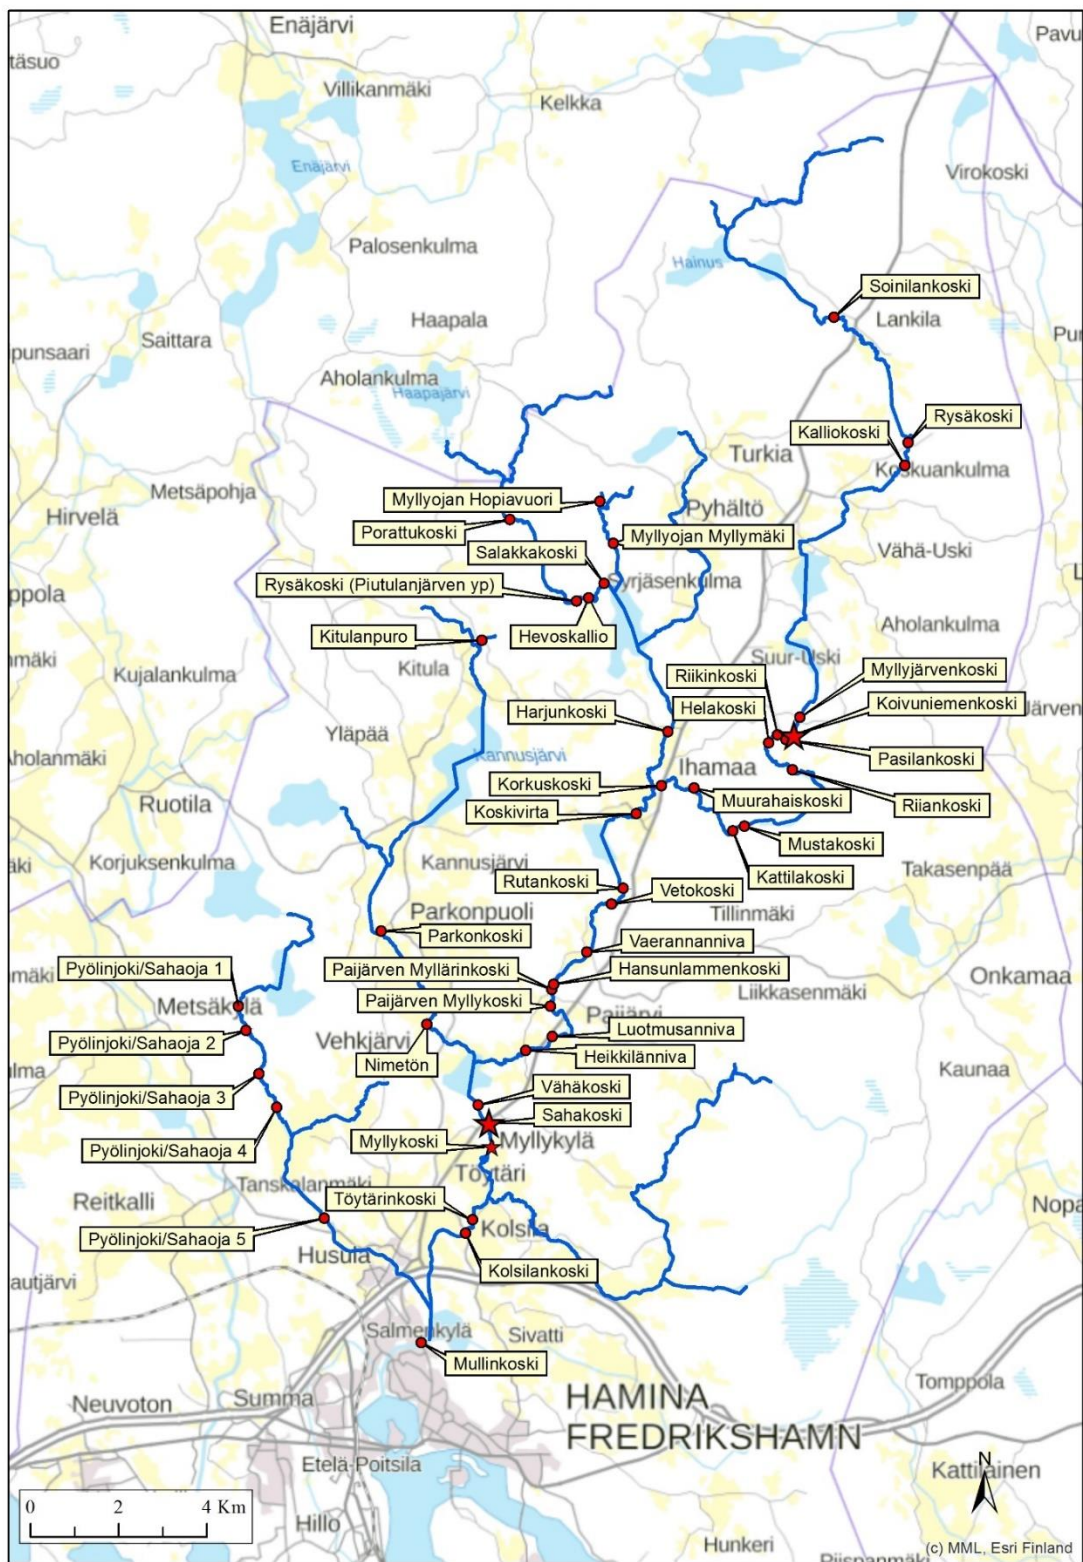 Enäjärvi
Pavu
täsuo
Villikanmäki
Kelkka
Enäjärvi
Virokoski
Palosenkulma
Hainus
Soinilankoski
Haapala
Lankila
Saittara
punsaari
Aholankulma
Haapajärvi
Rysäkoski
Kalliokoski
Turkia
Koskuankulma
Metsäpohja
Myllyojan Hopiavuori
Pyhältö
Hirvelä
Porattukoski
Myllyojan Myllymäki
Vähä-Uski
Salakkakoski
Syrjäsenkulma
Rysäkoski (Piutulanjärven yp)
ppola
Aholankulma
Kitulanpuro
Hevoskallio
nmäki
Kitula
Suur-Uski
Kujalankulma
Riikinkoski
Myllyjärvenkoski
Helakoski
Koivuniemenkoski
Järven
Harjunkoski
Yläpää
Kannusjärvi
Pasilankoski
Aholanmäki
Ihamaa
Korkuskoski
Ruotila
Muurahaiskoski
Riiankoski
Koskivirta
Mustakoski
Korjuksenkulma
Kannusjärvi
Takasenpää
äki
Kattilakoski
Rutankoski
Vetokoski
Parkonpuoli
Tillinmäki
Parkonkoski
Vaerannanniva
Pyölinjoki/Sahaoja 1
Paijärven Myllärinkoski
Hansunlammenkoski
Onkamaa
nmäki
Liikkasenmäki
Metsäkylä
Paijärven Myllykoski
Paijärvi
Pyölinjoki/Sahaoja 2
Luotmusanniva
Vehkjärvi
Heikkilänniva
Nimetön
Kaunaa
ulma
Pyölinjoki/Sahaoja 3
Vähäkoski
Sahakoski
Myllykoski
Myllykylä
Pyölinjoki/Sahaoja 4
Töytäri
Tanskalanmäki
Reitkalli
Töytärinkoski
Nopa
Kolsila
Pyölinjoki/Sahaoja 5
Husula
Kolsilankoski
autjärvi
Salmenkylä
Sivatti
Mullinkoski
Tomppola
Summa
Neuvoton
HAMINA
FREDRIKSHAMN
Etelä-Poitsila
N
Kattilainen
0 2 4 Km
Hillo
Hunkeri
(c) MML, Esri Finland